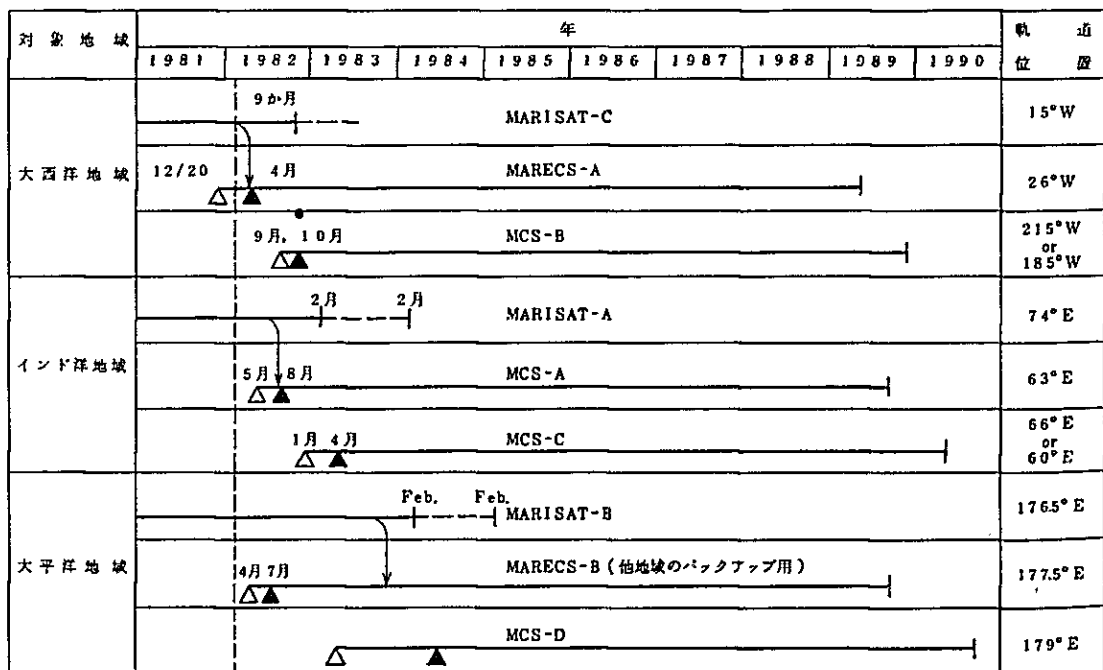 対象地域
年
軌道
位置
1981 1982 1983 1984 1985 1986 1987 1988 1989 1990
大西洋地域
9か月
MARISAT-C
15°W
12/20 4月
MARECS-A
26°W
9月, 10月
MCS-B
215°W
or
185°W
インド洋地域
2月 2月
MARISAT-A
74°E
5月 8月
MCS-A
63°E
1月 4月
MCS-C
66°E
or
60°E
太平洋地域
Feb. Feb.
MARISAT-B
176.5°E
4月 7月
MARECS-B (他地域のバックアップ用)
177.5°E
MCS-D
179°E